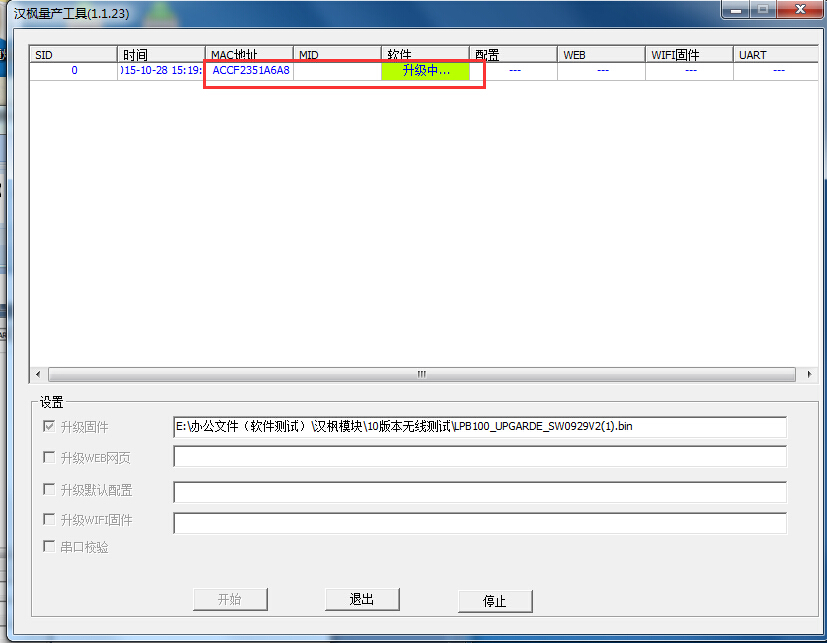 汉枫量产工具(1.1.23)
SID 时间 MAC地址 MID 软件 配置 WEB WIFI固件 UART
0 15-10-28 15:19: ACCF2351A6A8 升级中... --- --- --- ---
设置
升级固件 E:\办公文件（软件测试）\汉枫模块\10版本无线测试\LPB100_UPGARDE_SW0929V2(1).bin
升级WEB网页
升级默认配置
升级WIFI固件
串口校验
开始 退出 停止